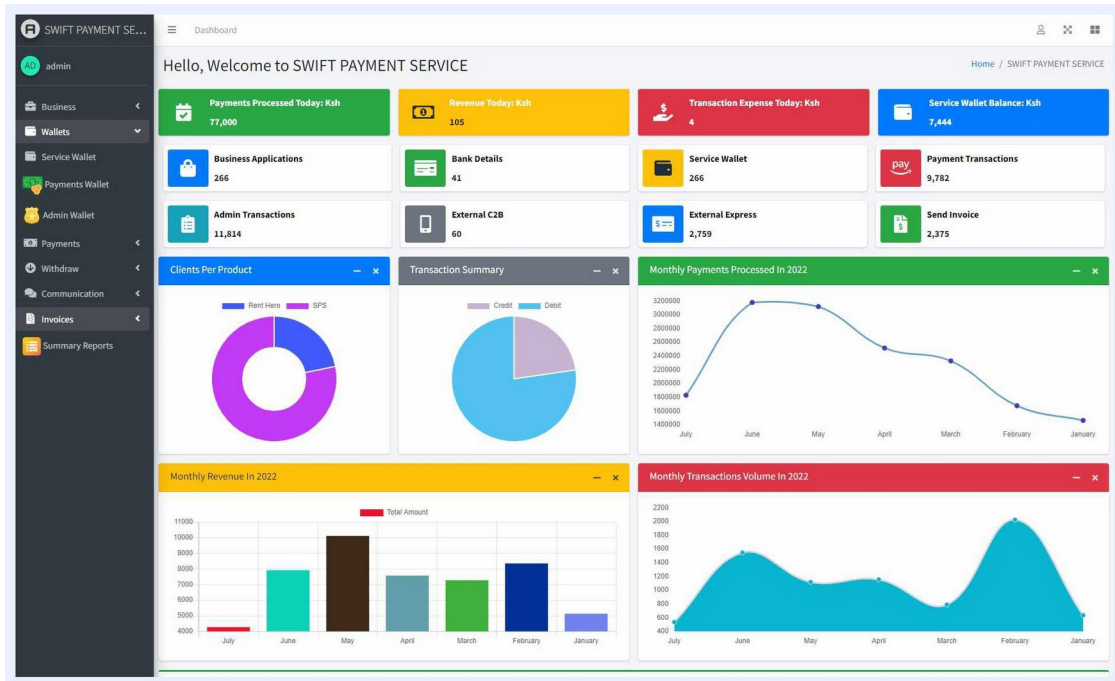 SWIFT PAYMENT SE...
Dashboard
AD admin
Hello, Welcome to SWIFT PAYMENT SERVICE
Home / SWIFT PAYMENT SERVICE
Business
Wallets
Service Wallet
Payments Wallet
Admin Wallet
Payments
Withdraw
Communication
Invoices
Summary Reports
Payments Processed Today: Ksh
77,000
Revenue Today: Ksh
105
Transaction Expense Today: Ksh
4
Service Wallet Balance: Ksh
7,444
Business Applications
266
Bank Details
41
Service Wallet
266
pay
Payment Transactions
9,782
Admin Transactions
11,814
External C2B
60
External Express
2,759
Send Invoice
2,375
Clients Per Product
Rent Hero SPS
Transaction Summary
Credit Debit
Monthly Payments Processed In 2022
3200000
3000000
2800000
2600000
2400000
2200000
2000000
1800000
1600000
1400000
July June May April March February January
Monthly Revenue In 2022
Total Amount
11000
10000
9000
8000
7000
6000
5000
4000
July June May April March February January
Monthly Transactions Volume In 2022
2200
2000
1800
1600
1400
1200
1000
800
600
400
July June May April March February January